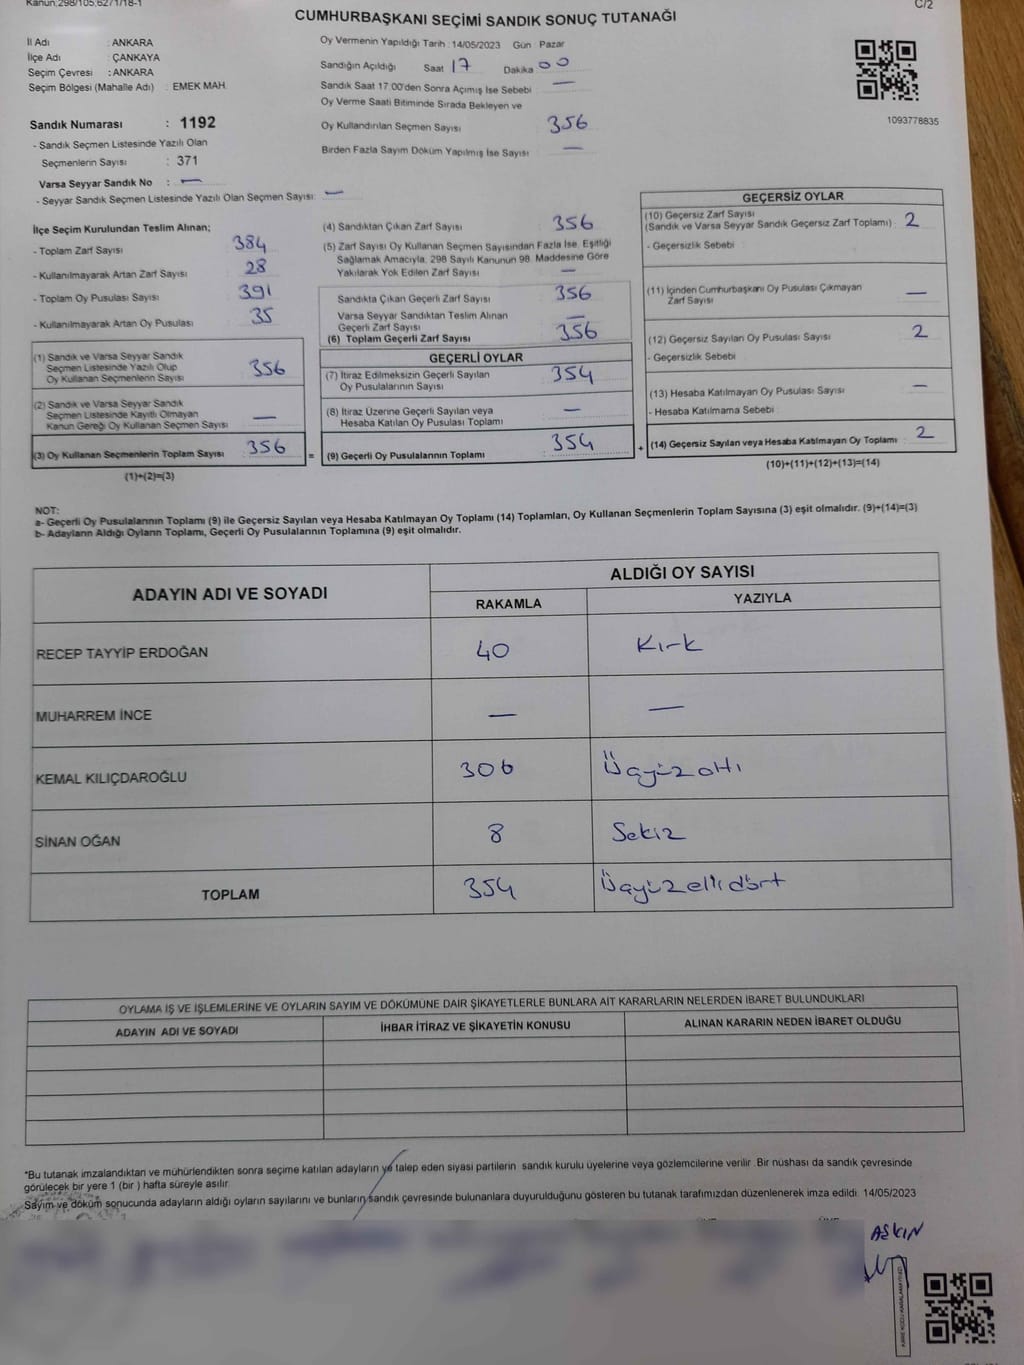 Kanun:298/105,62/1/18-1
C/2
CUMHURBAŞKANI SEÇİMİ SANDIK SONUÇ TUTANAĞI
İl Adı : ANKARA
İlçe Adı : ÇANKAYA
Seçim Çevresi : ANKARA
Seçim Bölgesi (Mahalle Adı) : EMEK MAH.
Sandık Numarası : 1192
- Sandık Seçmen Listesinde Yazılı Olan
Seçmenlerin Sayısı : 371
Varsa Seyyar Sandık No : —
- Seyyar Sandık Seçmen Listesinde Yazılı Olan Seçmen Sayısı: —
Oy Vermenin Yapıldığı Tarih : 14/05/2023 Gün Pazar
Sandığın Açıldığı Saat 17 Dakika 00
Sandık Saat 17:00'den Sonra Açımış İse Sebebi —
Oy Verme Saati Bitiminde Sırada Bekleyen ve
Oy Kullandırılan Seçmen Sayısı 356
Birden Fazla Sayım Döküm Yapılmış İse Sayısı —
1093778835
İlçe Seçim Kurulundan Teslim Alınan;
- Toplam Zarf Sayısı 384
- Kullanılmayarak Artan Zarf Sayısı 28
- Toplam Oy Pusulası Sayısı 391
- Kullanılmayarak Artan Oy Pusulası 35
(1) Sandık ve Varsa Seyyar Sandık
Seçmen Listesinde Yazılı Olup
Oy Kullanan Seçmenlerin Sayısı 356
(2) Sandık ve Varsa Seyyar Sandık
Seçmen Listesinde Kayıtlı Olmayan
Kanun Gereği Oy Kullanan Seçmen Sayısı —
(3) Oy Kullanan Seçmenlerin Toplam Sayısı 356 =
(1)+(2)=(3)
(4) Sandıktan Çıkan Zarf Sayısı 356
(5) Zarf Sayısı Oy Kullanan Seçmen Sayısından Fazla İse, Eşitliği
Sağlamak Amacıyla, 298 Sayılı Kanunun 98. Maddesine Göre
Yakılarak Yok Edilen Zarf Sayısı —
Sandıkta Çıkan Geçerli Zarf Sayısı 356
Varsa Seyyar Sandıktan Teslim Alınan
Geçerli Zarf Sayısı —
(6) Toplam Geçerli Zarf Sayısı 356
GEÇERLİ OYLAR
(7) İtiraz Edilmeksizin Geçerli Sayılan
Oy Pusulalarının Sayısı 354
(8) İtiraz Üzerine Geçerli Sayılan veya
Hesaba Katılan Oy Pusulası Toplamı —
(9) Geçerli Oy Pusulalarının Toplamı 354 +
GEÇERSİZ OYLAR
(10) Geçersiz Zarf Sayısı
(Sandık ve Varsa Seyyar Sandık Geçersiz Zarf Toplamı) 2
- Geçersizlik Sebebi
(11) İçinden Cumhurbaşkanı Oy Pusulası Çıkmayan
Zarf Sayısı —
(12) Geçersiz Sayılan Oy Pusulası Sayısı 2
- Geçersizlik Sebebi
(13) Hesaba Katılmayan Oy Pusulası Sayısı —
- Hesaba Katılmama Sebebi
(14) Geçersiz Sayılan veya Hesaba Katılmayan Oy Toplamı 2
(10)+(11)+(12)+(13)=(14)
NOT:
a- Geçerli Oy Pusulalarının Toplamı (9) ile Geçersiz Sayılan veya Hesaba Katılmayan Oy Toplamı (14) Toplamları, Oy Kullanan Seçmenlerin Toplam Sayısına (3) eşit olmalıdır. (9)+(14)=(3)
b- Adayların Aldığı Oyların Toplamı, Geçerli Oy Pusulalarının Toplamına (9) eşit olmalıdır.
ADAYIN ADI VE SOYADI
ALDIĞI OY SAYISI
RAKAMLA YAZIYLA
RECEP TAYYİP ERDOĞAN 40 Kırk
MUHARREM İNCE — —
KEMAL KILIÇDAROĞLU 306 Üçyüzaltı
SİNAN OĞAN 8 Sekiz
TOPLAM 354 Üçyüzellidört
OYLAMA İŞ VE İŞLEMLERİNE VE OYLARIN SAYIM VE DÖKÜMÜNE DAİR ŞİKAYETLERLE BUNLARA AİT KARARLARIN NELERDEN İBARET BULUNDUKLARI
ADAYIN ADI VE SOYADI İHBAR İTİRAZ VE ŞİKAYETİN KONUSU ALINAN KARARIN NEDEN İBARET OLDUĞU
*Bu tutanak imzalandıktan ve mühürlendikten sonra seçime katılan adayların ve talep eden siyasi partilerin sandık kurulu üyelerine veya gözlemcilerine verilir. Bir nüshası da sandık çevresinde
görülecek bir yere 1 (bir ) hafta süreyle asılır.
Sayım ve döküm sonucunda adayların aldığı oyların sayılarını ve bunların sandık çevresinde bulunanlara duyurulduğunu gösteren bu tutanak tarafımızdan düzenlenerek imza edildi. 14/05/2023
AŞKIN